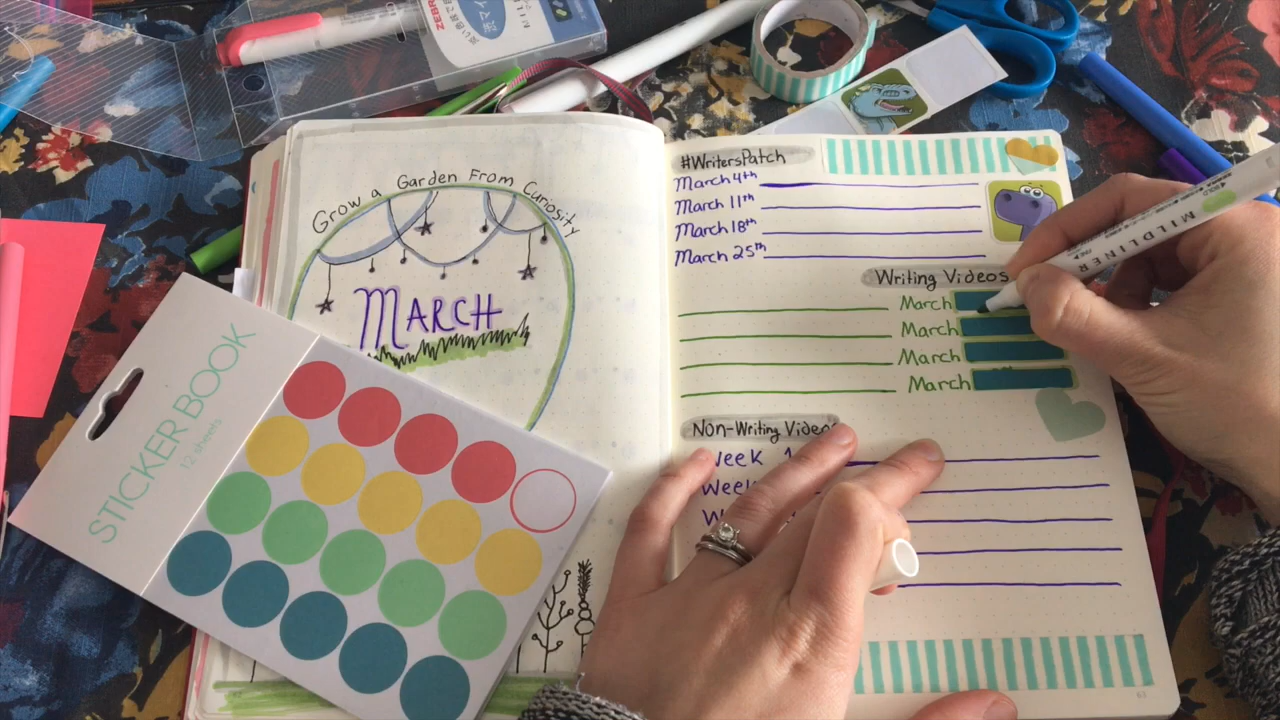 ZEBRA
Grow a Garden From Curiosity
MARCH
STICKER BOOK
12 sheets
#WritersPatch
March 4th
March 11th
March 18th
March 25th
Writing Videos
March
March
March
March
Non-Writing Videos
Week 1
Week
MILDLINER